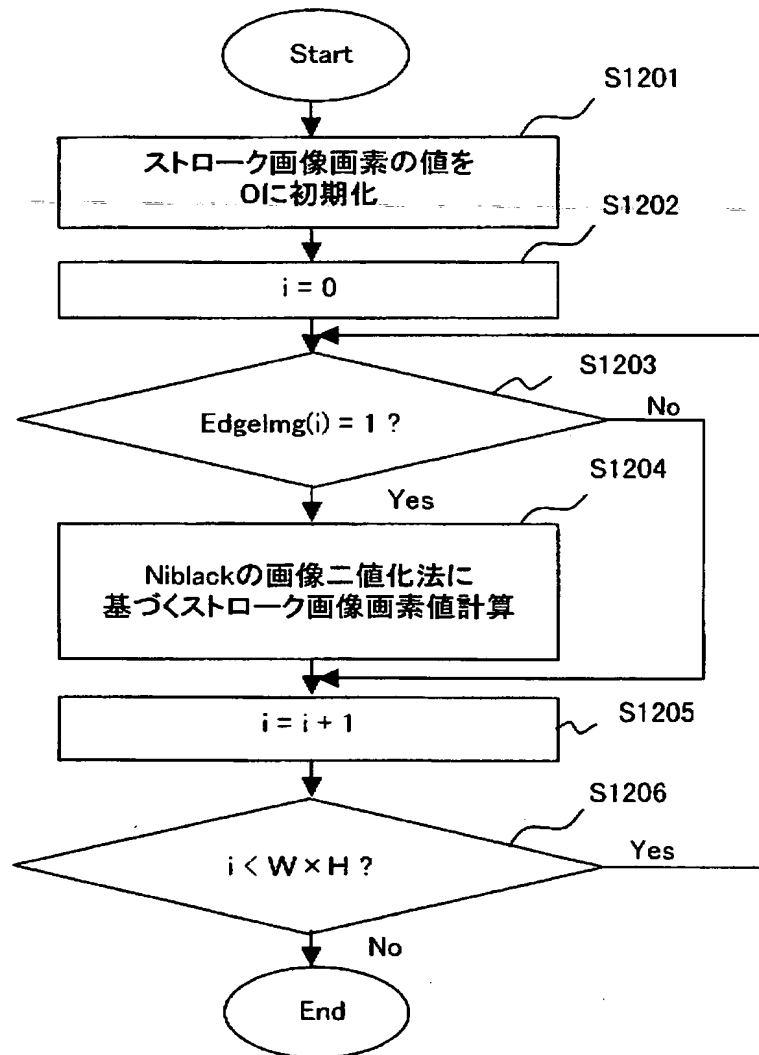 Start
S1201
ストローク画像画素の値を
0に初期化
S1202
i = 0
S1203
EdgeImg(i) = 1 ?
No
Yes
S1204
Niblackの画像二値化法に
基づくストローク画像画素値計算
i = i + 1
S1205
S1206
i < W × H ?
Yes
No
End